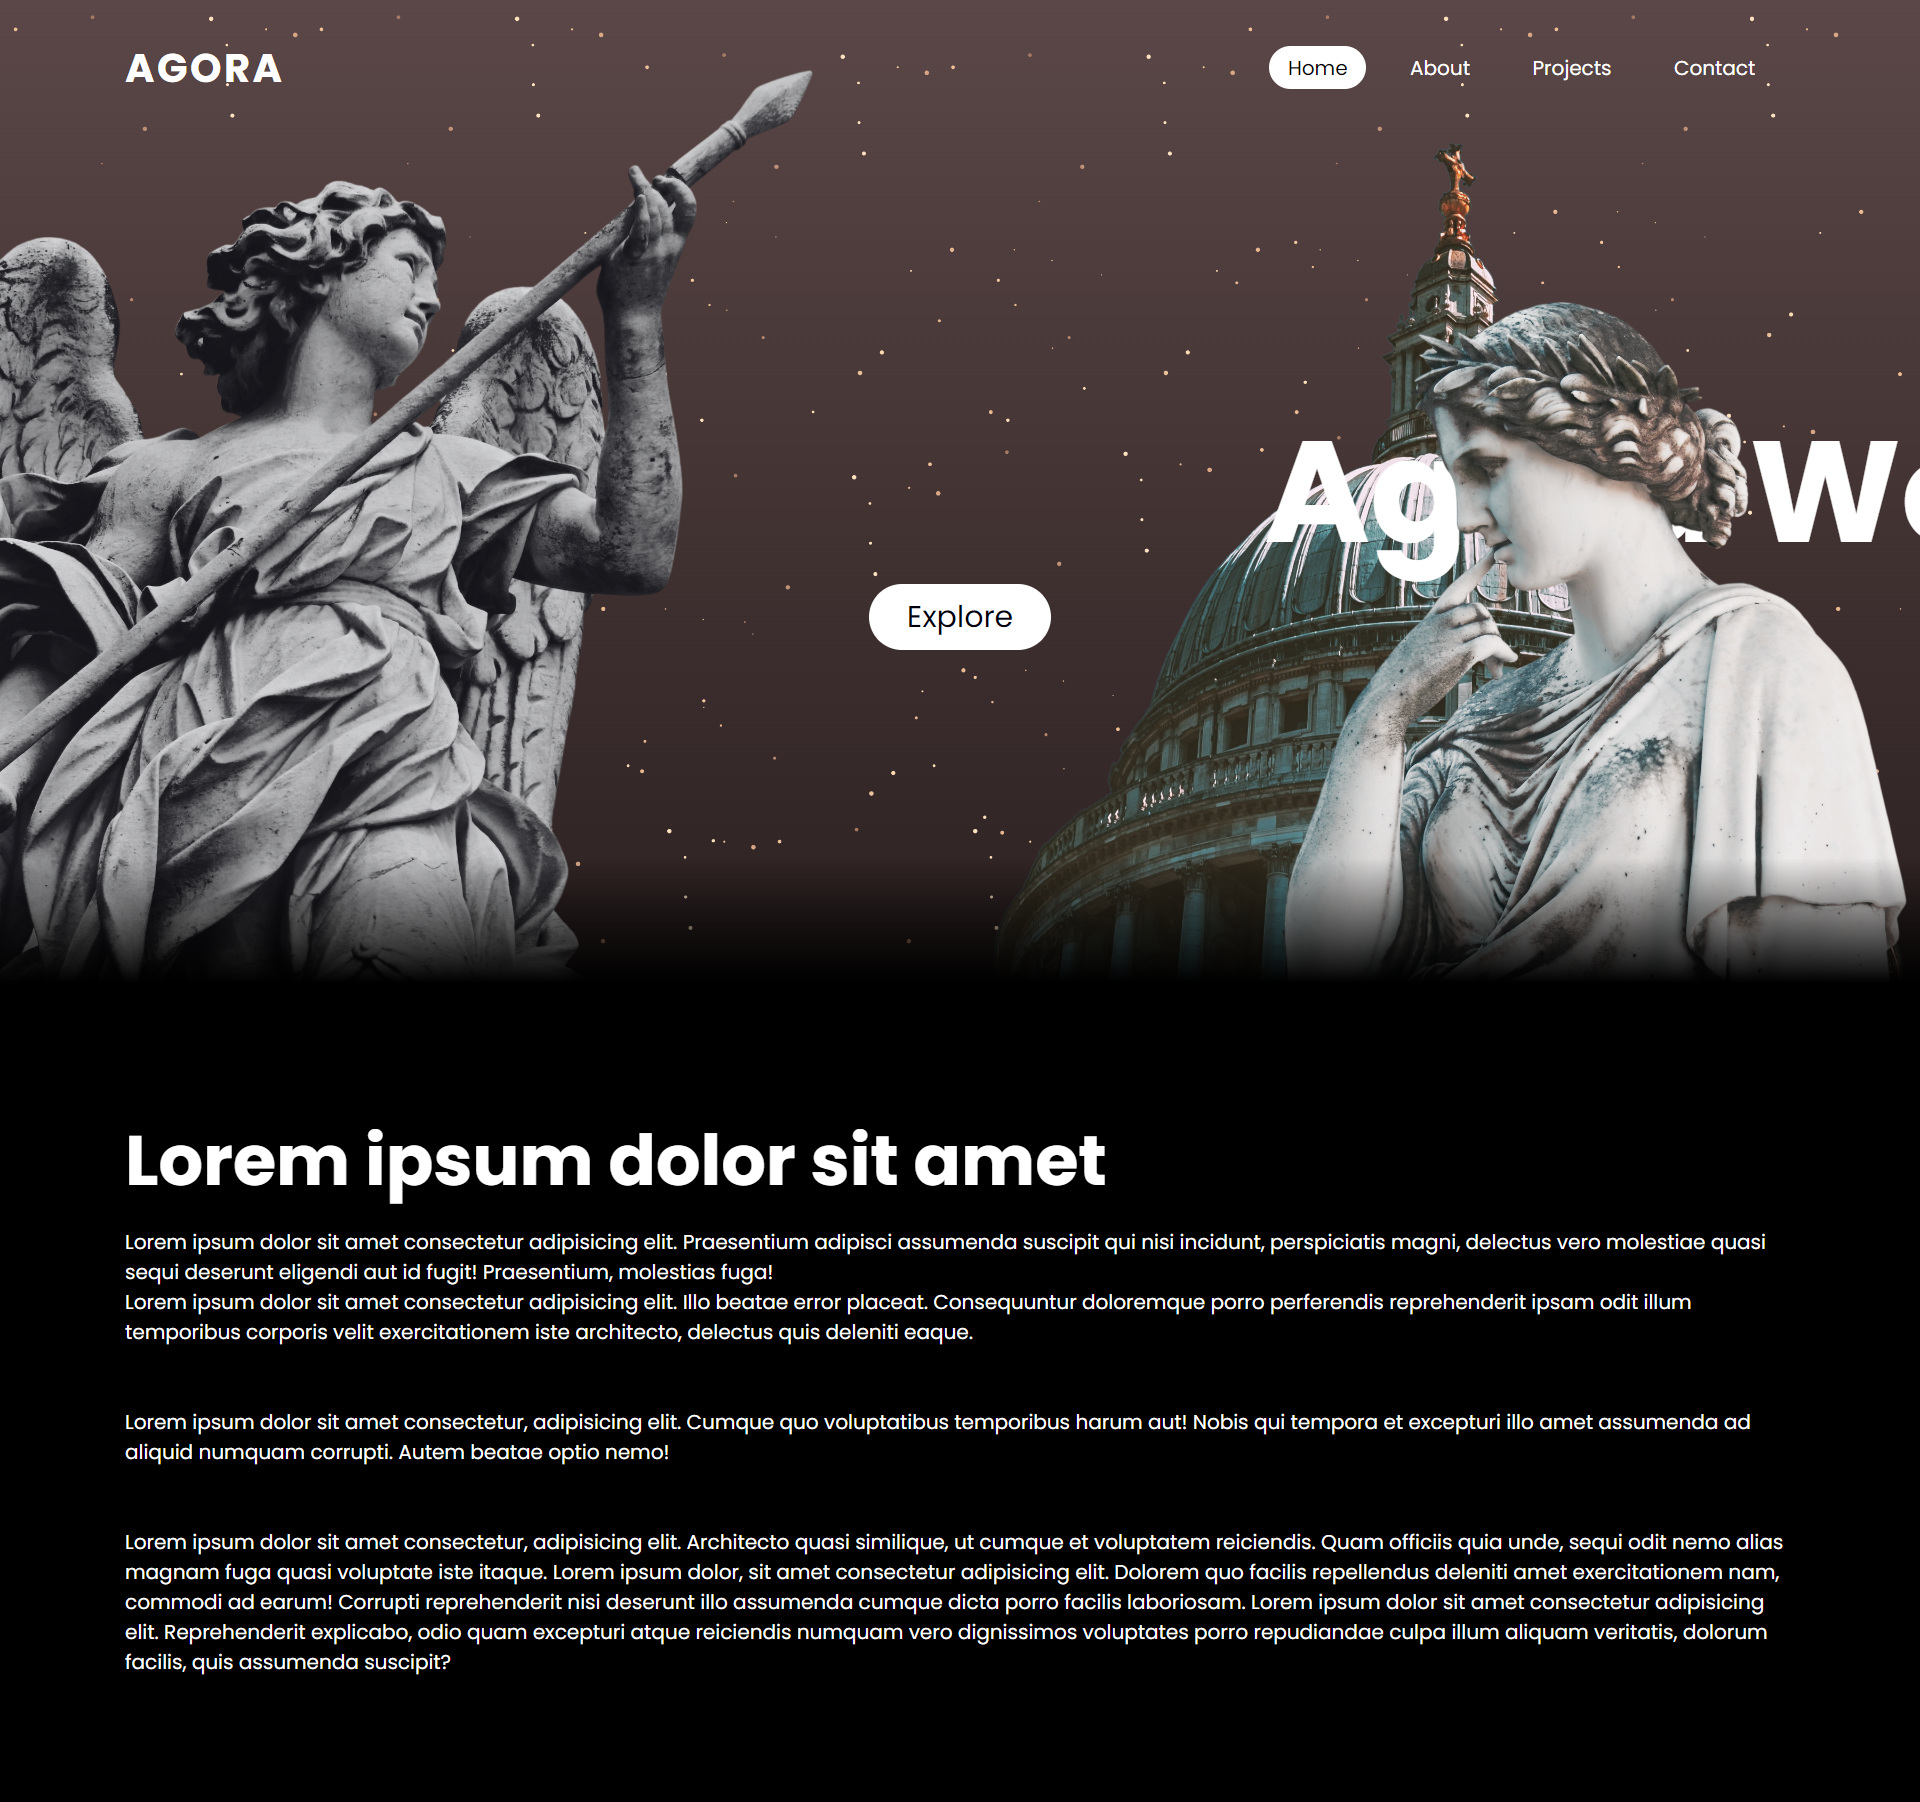 AGORA
Home About Projects Contact
Ag W
Explore
Lorem ipsum dolor sit amet
Lorem ipsum dolor sit amet consectetur adipisicing elit. Praesentium adipisci assumenda suscipit qui nisi incidunt, perspiciatis magni, delectus vero molestiae quasi
sequi deserunt eligendi aut id fugit! Praesentium, molestias fuga!
Lorem ipsum dolor sit amet consectetur adipisicing elit. Illo beatae error placeat. Consequuntur doloremque porro perferendis reprehenderit ipsam odit illum
temporibus corporis velit exercitationem iste architecto, delectus quis deleniti eaque.
Lorem ipsum dolor sit amet consectetur, adipisicing elit. Cumque quo voluptatibus temporibus harum aut! Nobis qui tempora et excepturi illo amet assumenda ad
aliquid numquam corrupti. Autem beatae optio nemo!
Lorem ipsum dolor sit amet consectetur, adipisicing elit. Architecto quasi similique, ut cumque et voluptatem reiciendis. Quam officiis quia unde, sequi odit nemo alias
magnam fuga quasi voluptate iste itaque. Lorem ipsum dolor, sit amet consectetur adipisicing elit. Dolorem quo facilis repellendus deleniti amet exercitationem nam,
commodi ad earum! Corrupti reprehenderit nisi deserunt illo assumenda cumque dicta porro facilis laboriosam. Lorem ipsum dolor sit amet consectetur adipisicing
elit. Reprehenderit explicabo, odio quam excepturi atque reiciendis numquam vero dignissimos voluptates porro repudiandae culpa illum aliquam veritatis, dolorum
facilis, quis assumenda suscipit?